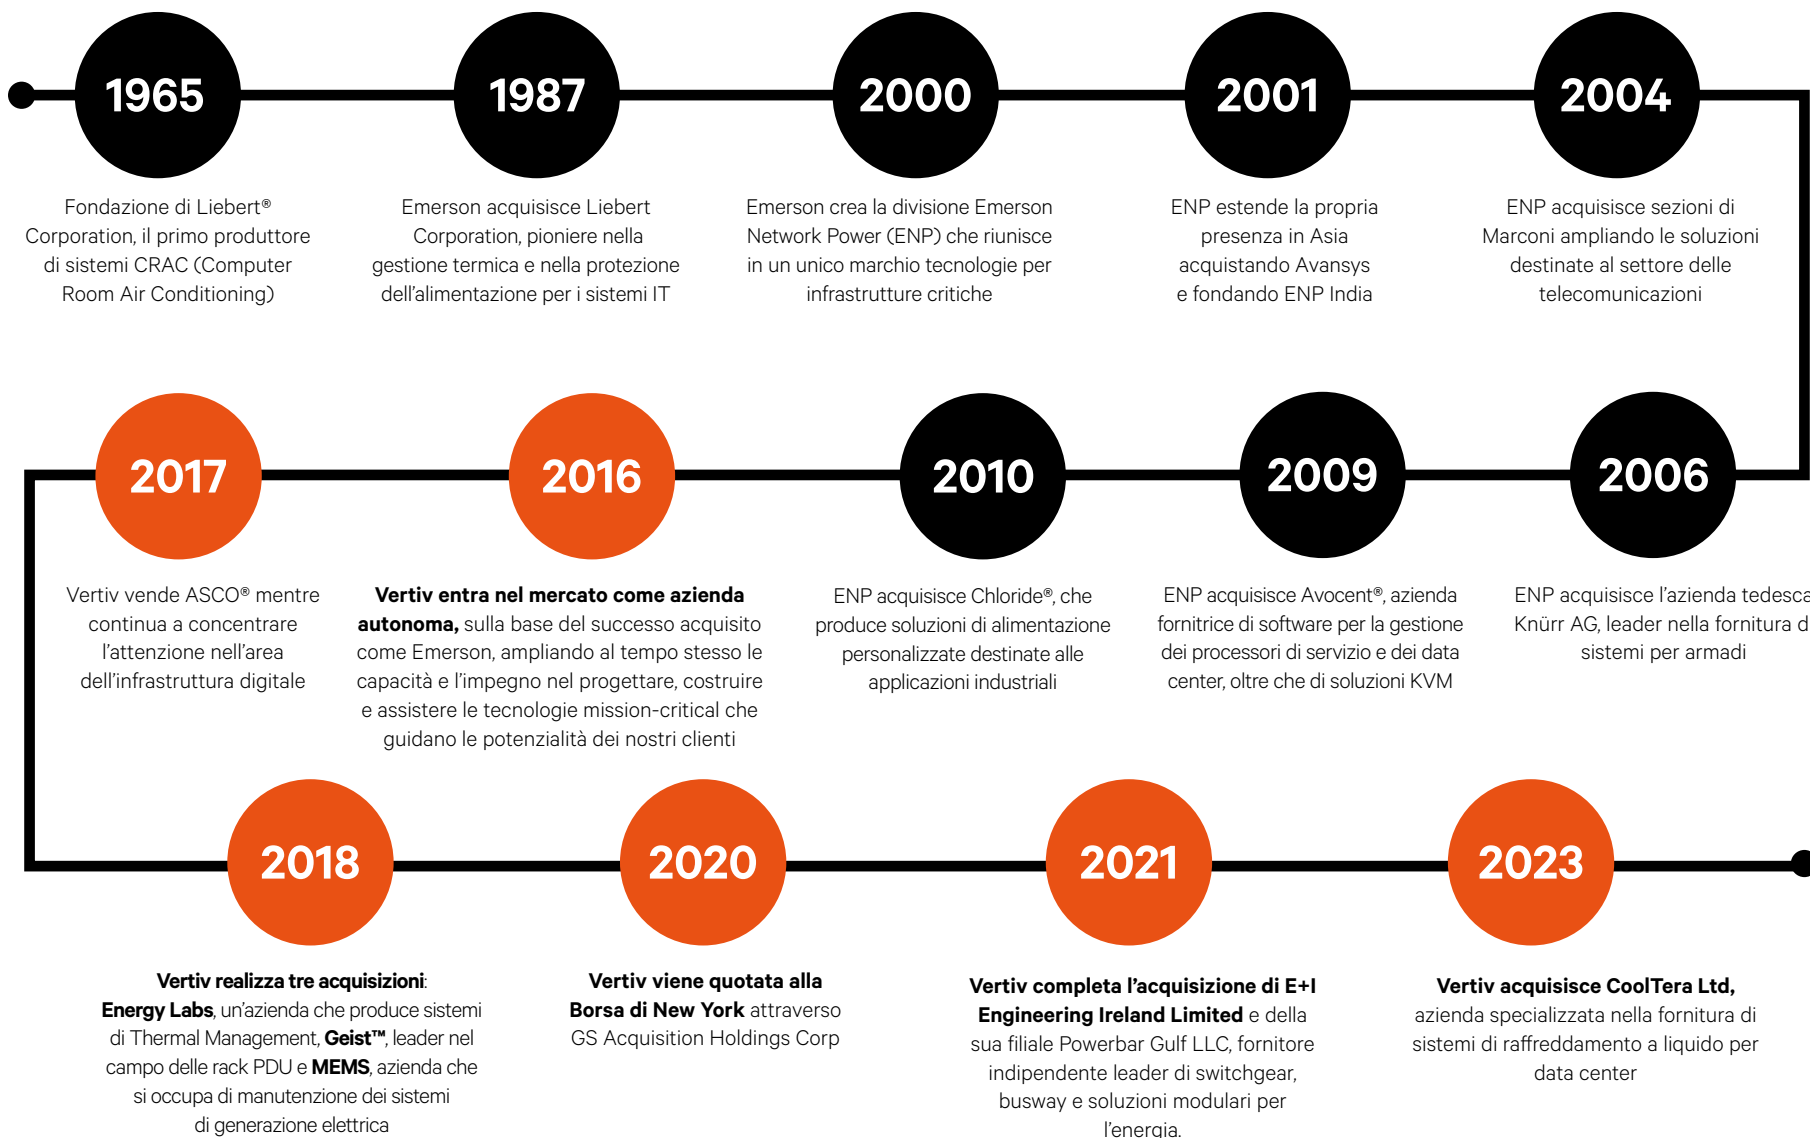 1965
Fondazione di Liebert®
Corporation, il primo produttore
di sistemi CRAC (Computer
Room Air Conditioning)
1987
Emerson acquisisce Liebert
Corporation, pioniere nella
gestione termica e nella protezione
dell’alimentazione per i sistemi IT
2000
Emerson crea la divisione Emerson
Network Power (ENP) che riunisce
in un unico marchio tecnologie per
infrastrutture critiche
2001
ENP estende la propria
presenza in Asia
acquistando Avansys
e fondando ENP India
2004
ENP acquisisce sezioni di
Marconi ampliando le soluzioni
destinate al settore delle
telecomunicazioni
2006
ENP acquisisce l’azienda tedesca
Knürr AG, leader nella fornitura di
sistemi per armadi
2009
ENP acquisisce Avocent®, azienda
fornitrice di software per la gestione
dei processori di servizio e dei data
center, oltre che di soluzioni KVM
2010
ENP acquisisce Chloride®, che
produce soluzioni di alimentazione
personalizzate destinate alle
applicazioni industriali
2016
Vertiv entra nel mercato come azienda
autonoma, sulla base del successo acquisito
come Emerson, ampliando al tempo stesso le
capacità e l’impegno nel progettare, costruire
e assistere le tecnologie mission-critical che
guidano le potenzialità dei nostri clienti
2017
Vertiv vende ASCO® mentre
continua a concentrare
l’attenzione nell’area
dell’infrastruttura digitale
2018
Vertiv realizza tre acquisizioni:
Energy Labs, un’azienda che produce sistemi
di Thermal Management, Geist™, leader nel
campo delle rack PDU e MEMS, azienda che
si occupa di manutenzione dei sistemi
di generazione elettrica
2020
Vertiv viene quotata alla
Borsa di New York attraverso
GS Acquisition Holdings Corp
2021
Vertiv completa l’acquisizione di E+I
Engineering Ireland Limited e della
sua filiale Powerbar Gulf LLC, fornitore
indipendente leader di switchgear,
busway e soluzioni modulari per
l’energia.
2023
Vertiv acquisisce CoolTera Ltd,
azienda specializzata nella fornitura di
sistemi di raffreddamento a liquido per
data center